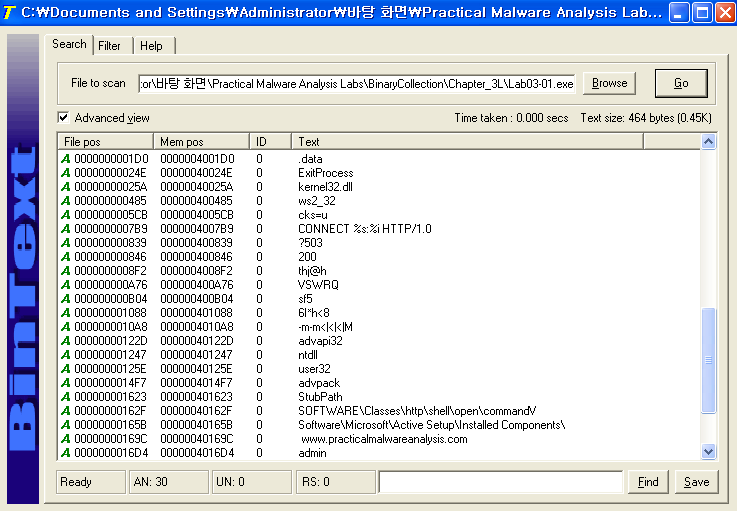 C:₩Documents and Settings₩Administrator₩바탕 화면₩Practical Malware Analysis Lab...
Search Filter Help
File to scan :or\바탕 화면\Practical Malware Analysis Labs\BinaryCollection\Chapter_3L\Lab03-01.exe Browse Go
Advanced view Time taken : 0.000 secs Text size: 464 bytes (0.45K)
File pos Mem pos ID Text
A 0000000001D0 0000004001D0 0 .data
A 00000000024E 00000040024E 0 ExitProcess
A 00000000025A 00000040025A 0 kernel32.dll
A 000000000485 000000400485 0 ws2_32
A 0000000005CB 0000004005CB 0 cks=u
A 0000000007B9 0000004007B9 0 CONNECT %s:%i HTTP/1.0
A 000000000839 000000400839 0 ?503
A 000000000846 000000400846 0 200
A 0000000008F2 0000004008F2 0 thj@h
A 000000000A76 000000400A76 0 VSWRQ
A 000000000B04 000000400B04 0 sf5
A 000000001088 000000401088 0 6I*h<8
A 0000000010A8 0000004010A8 0 -m-m<|<|<|M
A 00000000122D 00000040122D 0 advapi32
A 000000001247 000000401247 0 ntdll
A 00000000125E 00000040125E 0 user32
A 0000000014F7 0000004014F7 0 advpack
A 000000001623 000000401623 0 StubPath
A 00000000162F 00000040162F 0 SOFTWARE\Classes\http\shell\open\commandV
A 00000000165B 00000040165B 0 Software\Microsoft\Active Setup\Installed Components\
A 00000000169C 00000040169C 0 www.practicalmalwareanalysis.com
A 0000000016D4 0000004016D4 0 admin
Ready AN: 30 UN: 0 RS: 0 Find Save
BinText